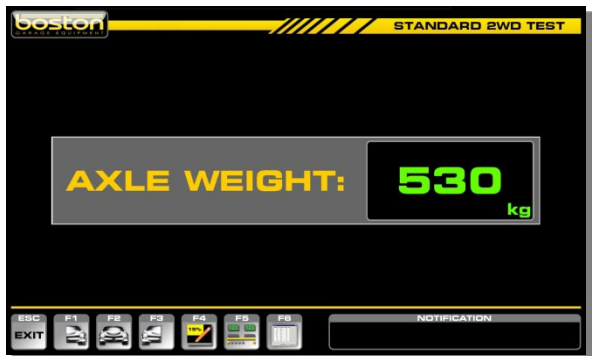 boston
GARAGE EQUIPMENT
STANDARD 2WD TEST
AXLE WEIGHT: 530
kg
ESC F1 F2 F3 F4 F5 F6 NOTIFICATION
EXIT